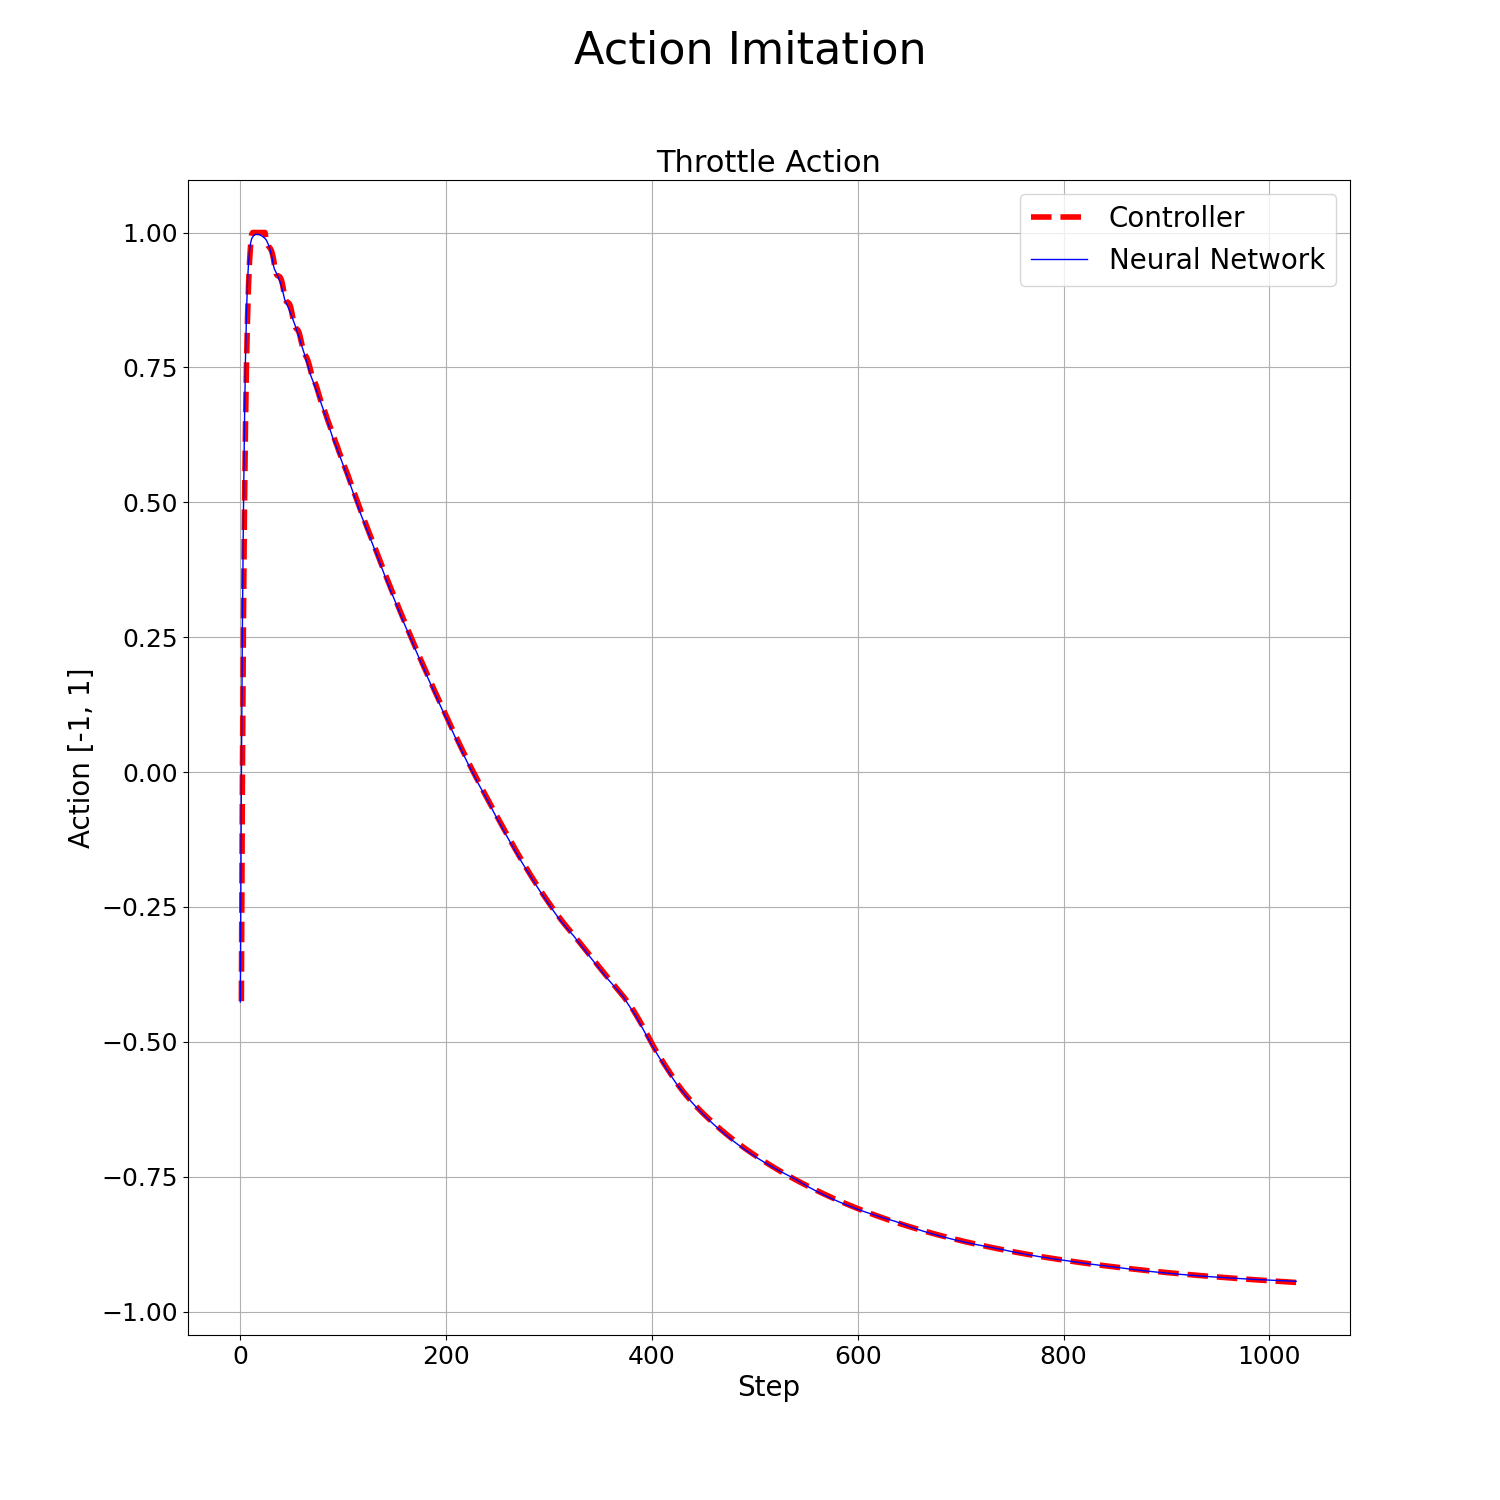 Action Imitation
Throttle Action
Controller
Neural Network
1.00
0.75
0.50
0.25
0.00
−0.25
−0.50
−0.75
−1.00
Action [-1, 1]
0 200 400 600 800 1000
Step